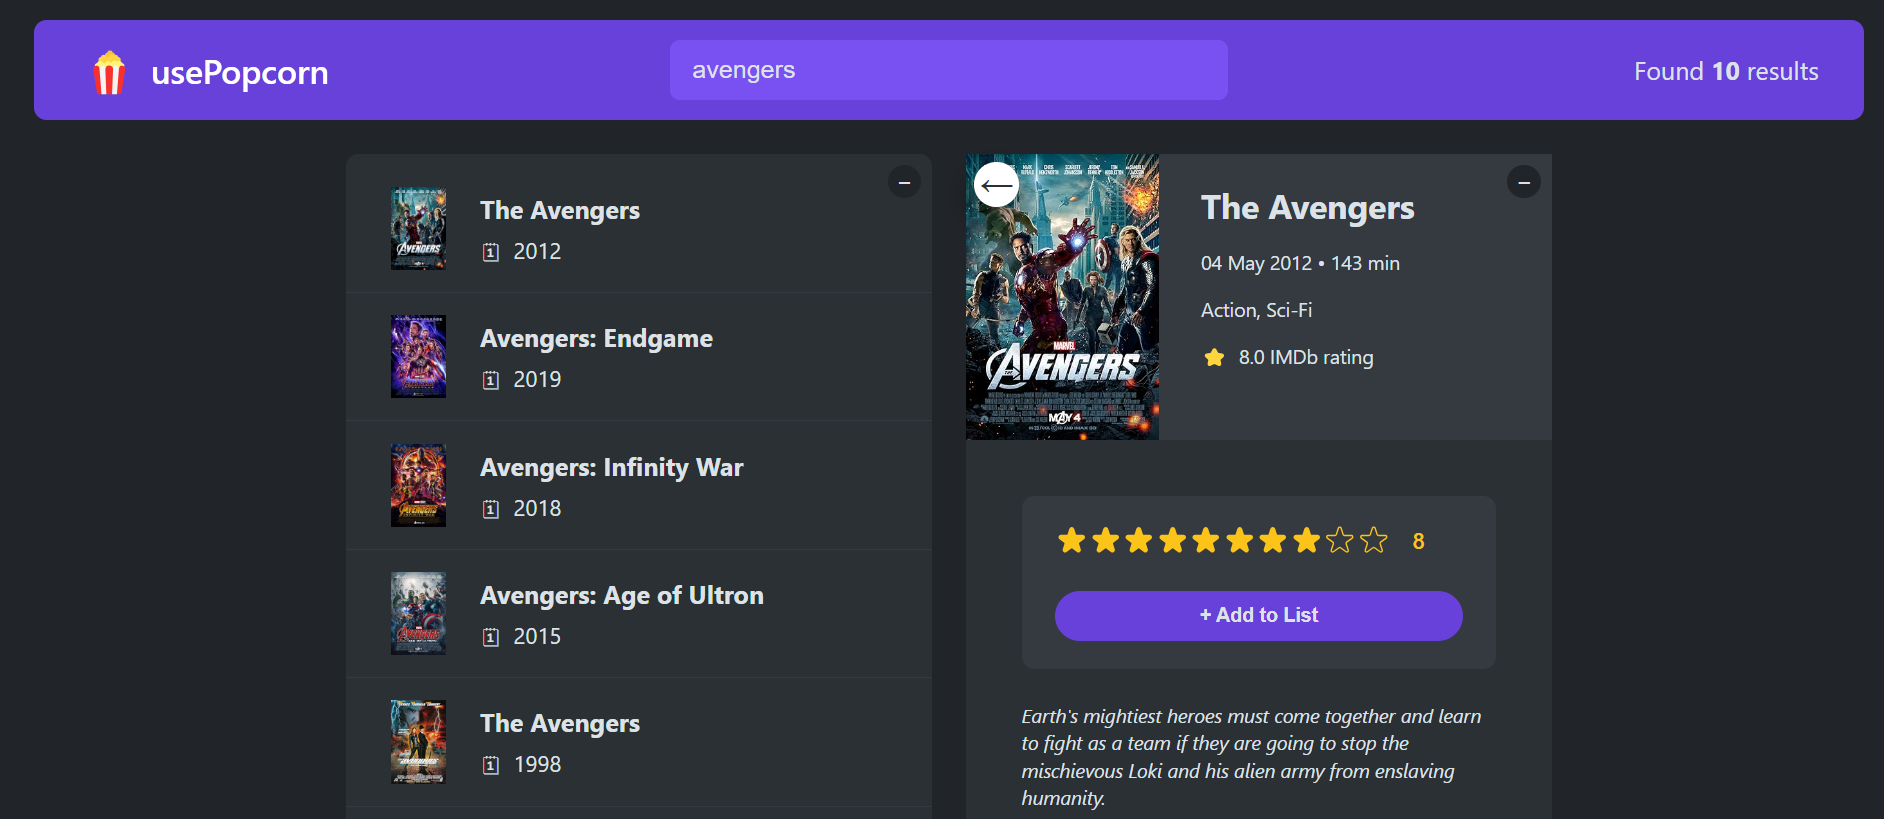 usePopcorn
avengers
Found 10 results
The Avengers
2012
Avengers: Endgame
2019
Avengers: Infinity War
2018
Avengers: Age of Ultron
2015
The Avengers
1998
MARVEL
AVENGERS
MAY 4
The Avengers
04 May 2012 • 143 min
Action, Sci-Fi
8.0 IMDb rating
8
+ Add to List
Earth's mightiest heroes must come together and learn
to fight as a team if they are going to stop the
mischievous Loki and his alien army from enslaving
humanity.